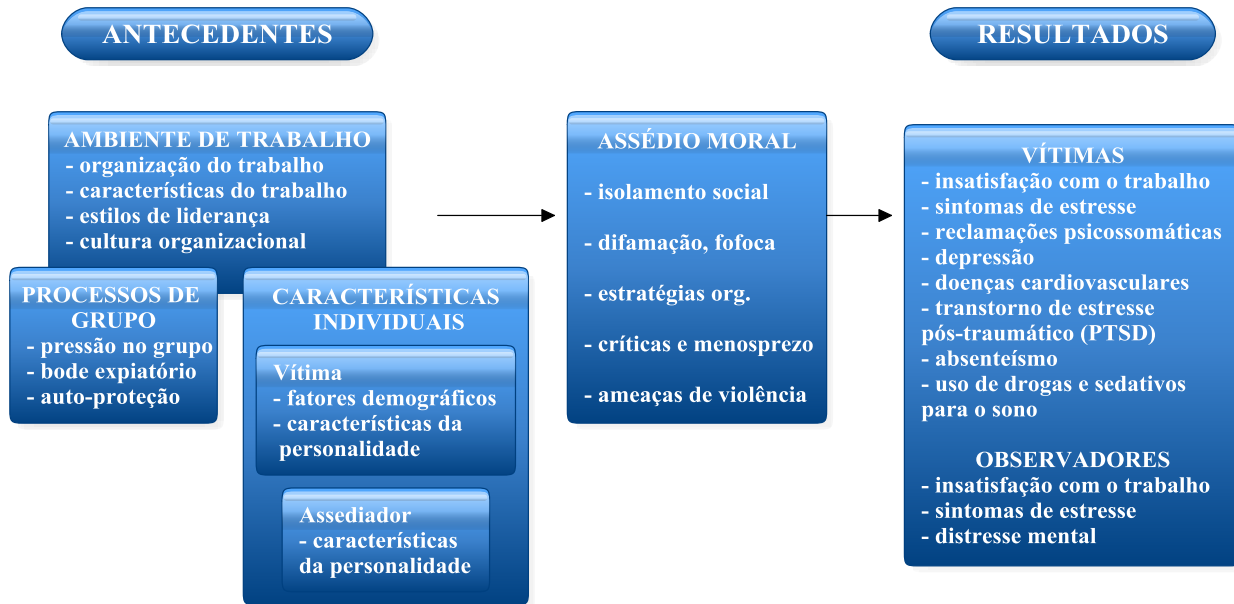 ANTECEDENTES
RESULTADOS
AMBIENTE DE TRABALHO
- organização do trabalho
- características do trabalho
- estilos de liderança
- cultura organizacional
PROCESSOS DE
GRUPO
- pressão no grupo
- bode expiatório
- auto-proteção
CARACTERÍSTICAS
INDIVIDUAIS
Vítima
- fatores demográficos
- características da
personalidade
Assediador
- características
da personalidade
ASSÉDIO MORAL
- isolamento social
- difamação, fofoca
- estratégias org.
- críticas e menosprezo
- ameaças de violência
VÍTIMAS
- insatisfação com o trabalho
- sintomas de estresse
- reclamações psicossomáticas
- depressão
- doenças cardiovasculares
- transtorno de estresse
pós-traumático (PTSD)
- absenteísmo
- uso de drogas e sedativos
para o sono
OBSERVADORES
- insatisfação com o trabalho
- sintomas de estresse
- distresse mental